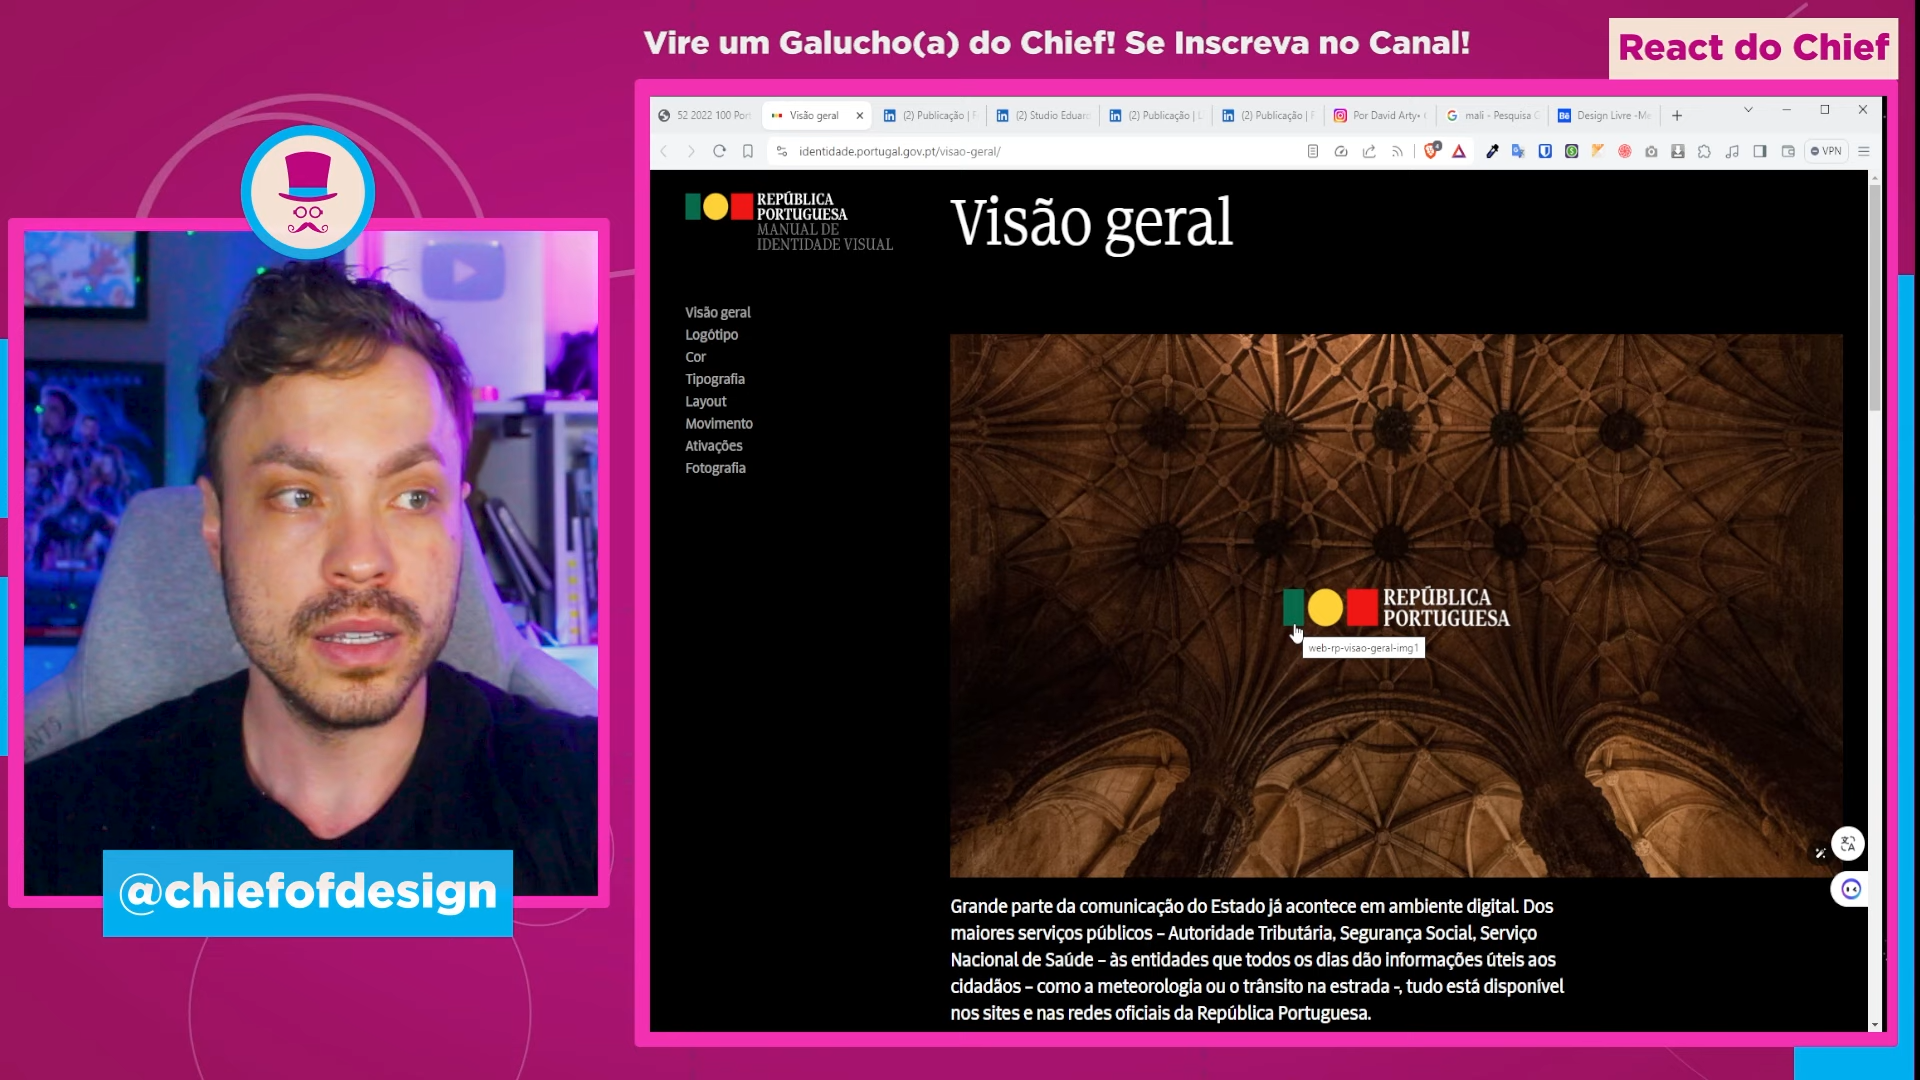 Vire um Galucho(a) do Chief! Se Inscreva no Canal!
React do Chief
52 2022 100 Port
Visão geral
(2) Publicação | F
(2) Studio Eduar
(2) Publicação | L
(2) Publicação | F
Por David Arty•
mali - Pesquisa G
Design Livre -Me
identidade.portugal.gov.pt/visao-geral/
VPN
REPÚBLICA
PORTUGUESA
MANUAL DE
IDENTIDADE VISUAL
Visão geral
Visão geral
Logótipo
Cor
Tipografia
Layout
Movimento
Ativações
Fotografia
REPÚBLICA
PORTUGUESA
web-rp-visao-geral-img1
Grande parte da comunicação do Estado já acontece em ambiente digital. Dos
maiores serviços públicos – Autoridade Tributária, Segurança Social, Serviço
Nacional de Saúde – às entidades que todos os dias dão informações úteis aos
cidadãos – como a meteorologia ou o trânsito na estrada -, tudo está disponível
nos sites e nas redes oficiais da República Portuguesa.
@chiefofdesign